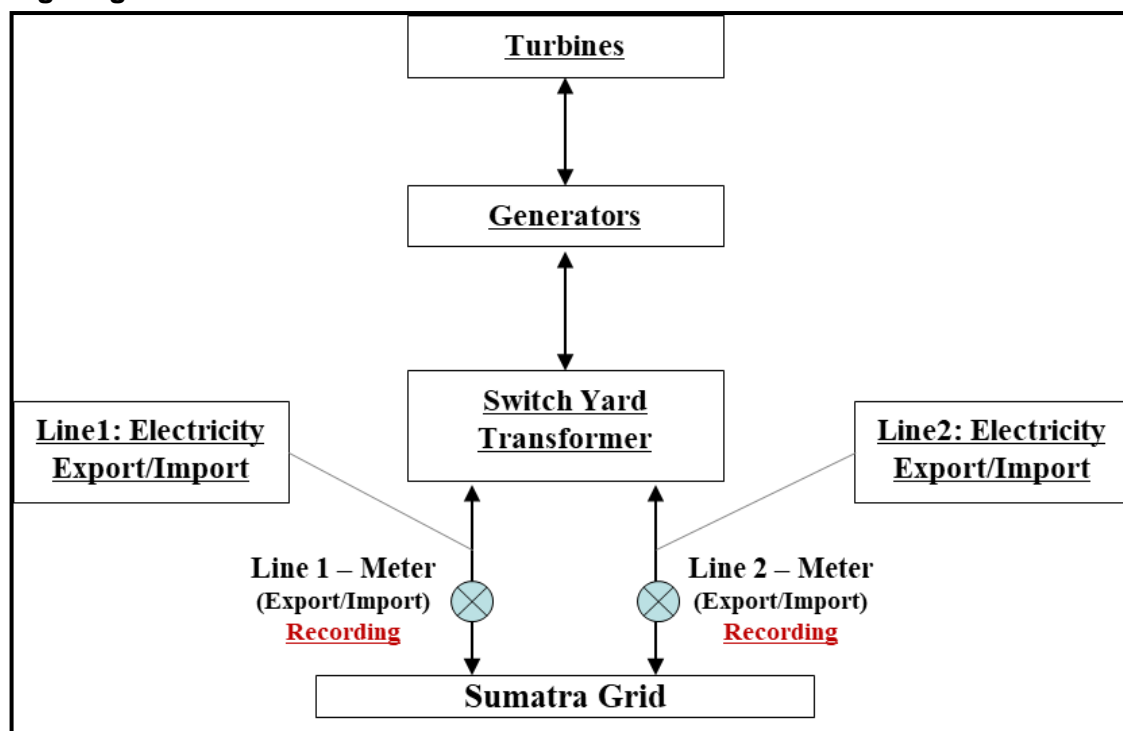 Turbines
Generators
Switch Yard
Transformer
Line1: Electricity
Export/Import
Line2: Electricity
Export/Import
Line 1 – Meter
(Export/Import)
Recording
Line 2 – Meter
(Export/Import)
Recording
Sumatra Grid